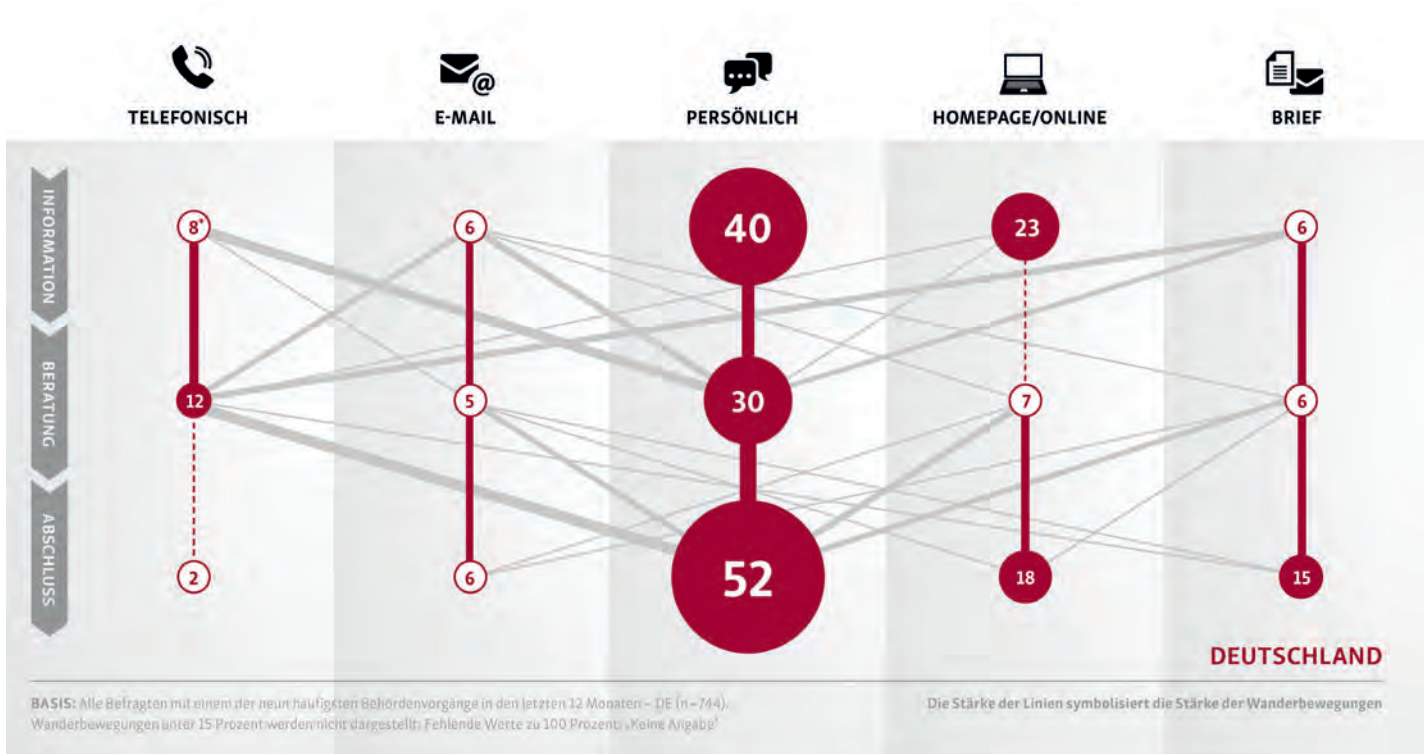 @
TELEFONISCH E-MAIL PERSÖNLICH HOMEPAGE/ONLINE BRIEF
INFORMATION
8* 6 40 23 6
BERATUNG
12 5 30 7 6
ABSCHLUSS
2 6 52 18 15
DEUTSCHLAND
BASIS: Alle Befragten mit einem der neun häufigsten Behördenvorgänge in den letzten 12 Monaten – DE (n=744).
Wanderbewegungen unter 15 Prozent werden nicht dargestellt; Fehlende Werte zu 100 Prozent: „Keine Angabe"
Die Stärke der Linien symbolisiert die Stärke der Wanderbewegungen